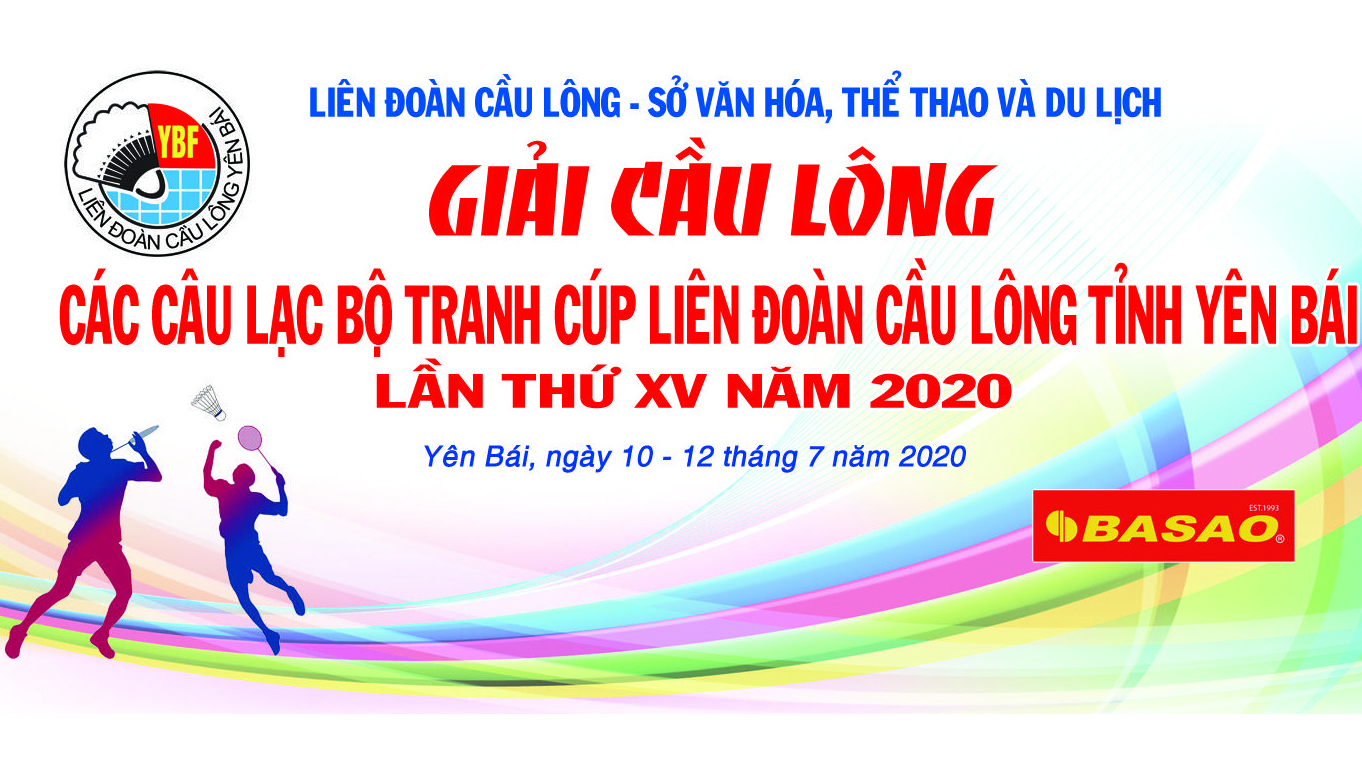 LIÊN ĐOÀN CẦU LÔNG - SỞ VĂN HÓA, THỂ THAO VÀ DU LỊCH
YBF
LIÊN ĐOÀN CẦU LÔNG YÊN BÁI
GIẢI CẦU LÔNG
CÁC CÂU LẠC BỘ TRANH CÚP LIÊN ĐOÀN CẦU LÔNG TỈNH YÊN BÁI
LẦN THỨ XV NĂM 2020
Yên Bái, ngày 10 - 12 tháng 7 năm 2020
EST.1993
BASAO®